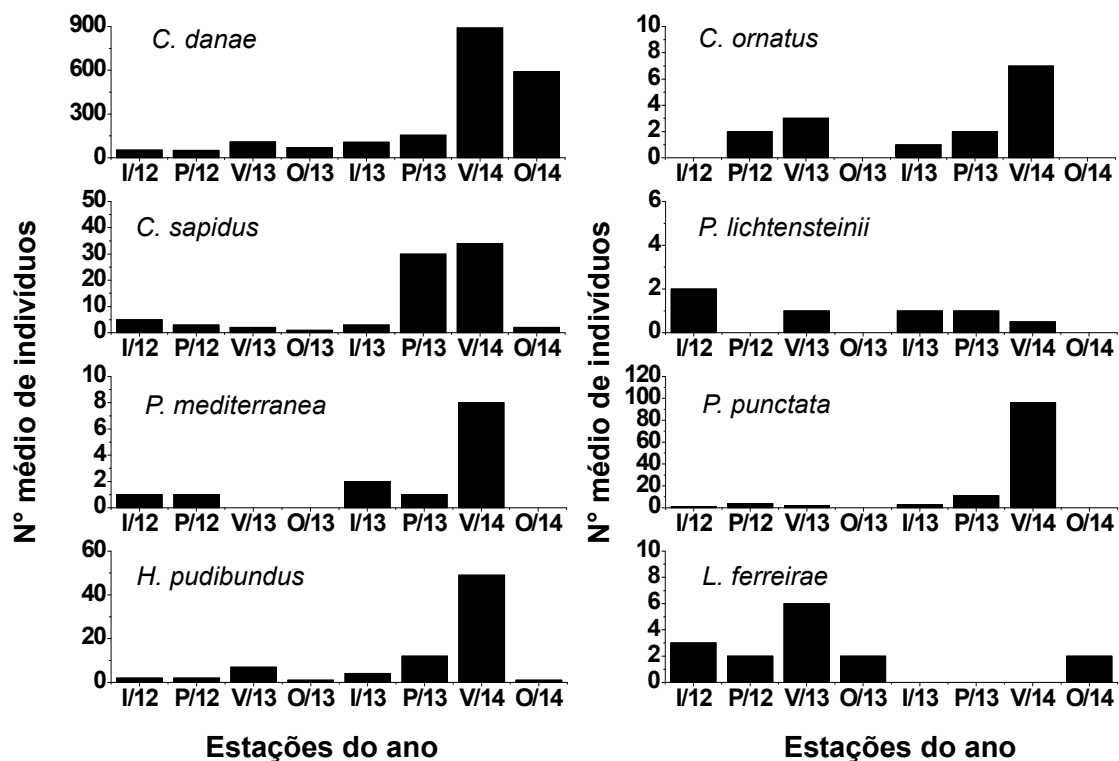 N° médio de indivíduos
C. danae
900
600
300
0
I/12 P/12 V/13 O/13 I/13 P/13 V/14 O/14
C. sapidus
50
40
30
20
10
0
I/12 P/12 V/13 O/13 I/13 P/13 V/14 O/14
P. mediterranea
10
8
6
4
2
0
I/12 P/12 V/13 O/13 I/13 P/13 V/14 O/14
H. pudibundus
60
40
20
0
I/12 P/12 V/13 O/13 I/13 P/13 V/14 O/14
Estações do ano
N° médio de indivíduos
C. ornatus
10
8
6
4
2
0
I/12 P/12 V/13 O/13 I/13 P/13 V/14 O/14
P. lichtensteinii
6
4
2
0
I/12 P/12 V/13 O/13 I/13 P/13 V/14 O/14
P. punctata
120
100
80
60
40
20
0
I/12 P/12 V/13 O/13 I/13 P/13 V/14 O/14
L. ferreirae
10
8
6
4
2
0
I/12 P/12 V/13 O/13 I/13 P/13 V/14 O/14
Estações do ano